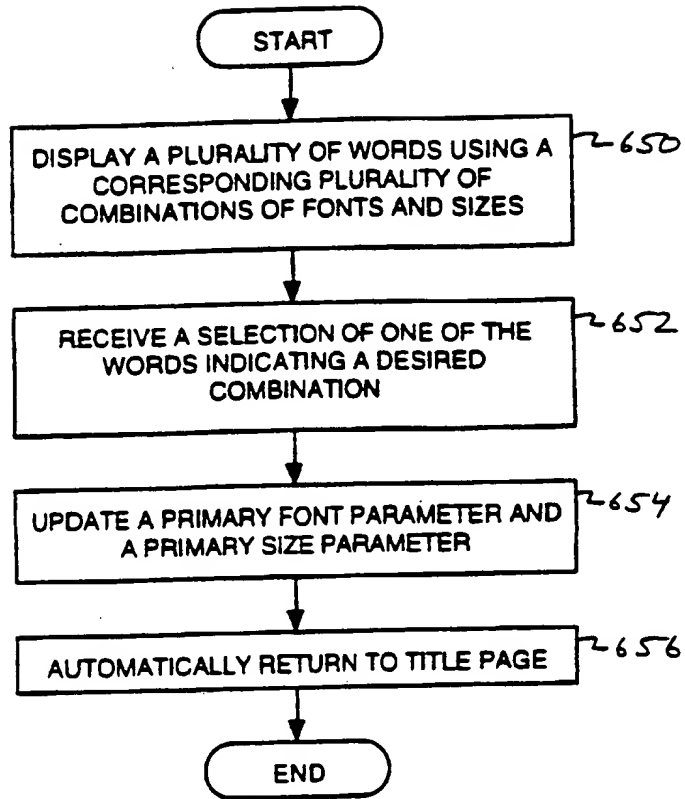 START
DISPLAY A PLURALITY OF WORDS USING A
650
CORRESPONDING PLURALITY OF
COMBINATIONS OF FONTS AND SIZES
RECEIVE A SELECTION OF ONE OF THE
652
WORDS INDICATING A DESIRED
COMBINATION
UPDATE A PRIMARY FONT PARAMETER AND
654
A PRIMARY SIZE PARAMETER
AUTOMATICALLY RETURN TO TITLE PAGE
656
END